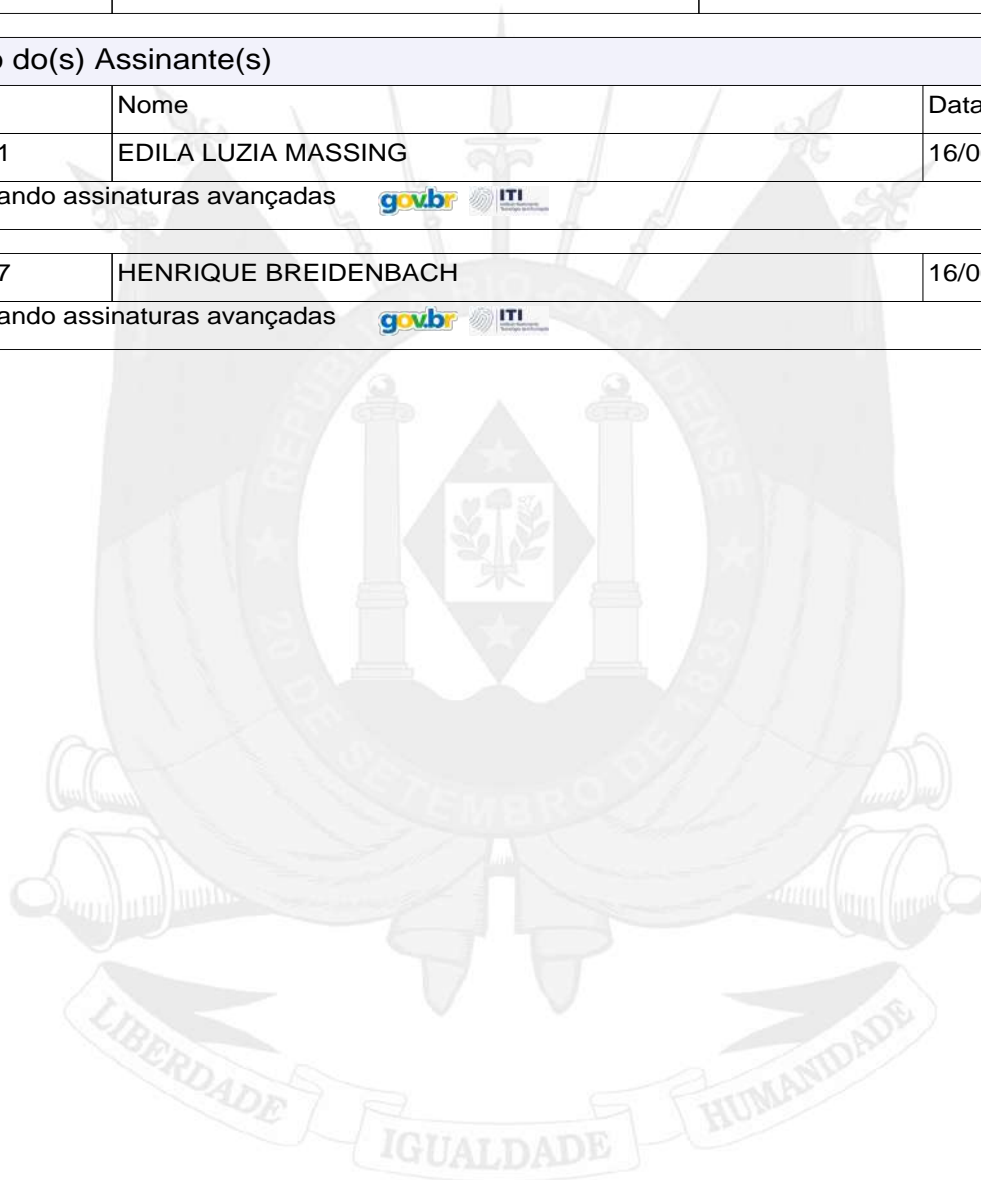 o do(s) Assinante(s)
Nome Data
1 EDILA LUZIA MASSING 16/0
ando assinaturas avançadas gov.br ITI
7 HENRIQUE BREIDENBACH 16/0
ando assinaturas avançadas gov.br ITI
REPÚBLICA RIO-GRANDENSE
20 DE SETEMBRO DE 1835
LIBERDADE IGUALDADE HUMANIDADE